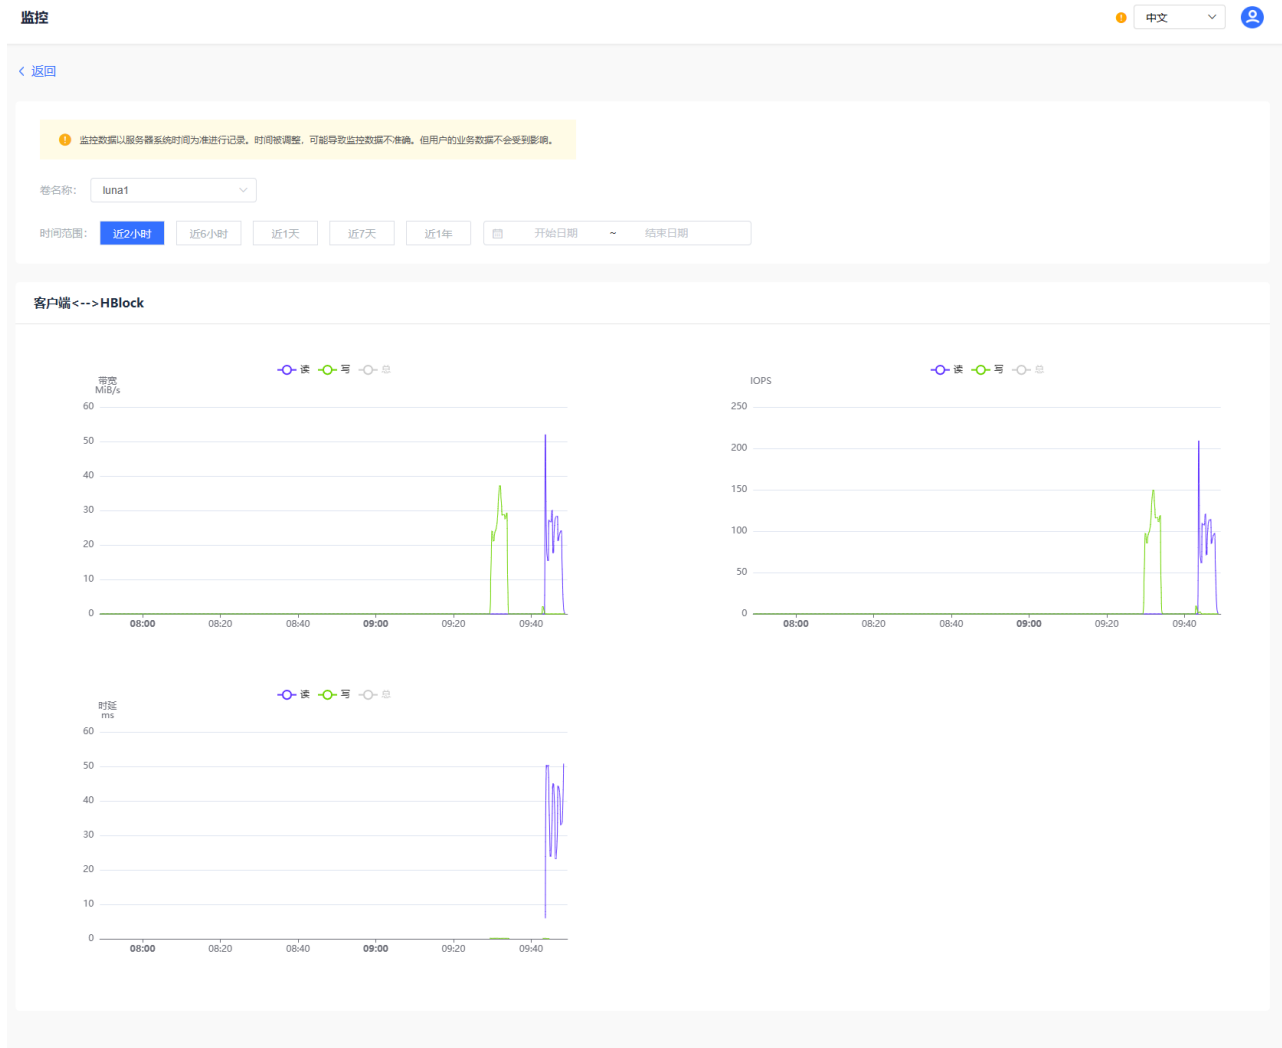 监控
中文
返回
监控数据以服务器系统时间为准进行记录。时间被调整，可能导致监控数据不准确。但用户的业务数据不会受到影响。
卷名称： luna1
时间范围： 近2小时 近6小时 近1天 近7天 近1年 开始日期 ~ 结束日期
客户端<-->HBlock
读 写 总
带宽
MiB/s
60
50
40
30
20
10
0
08:00 08:20 08:40 09:00 09:20 09:40
读 写 总
IOPS
250
200
150
100
50
0
08:00 08:20 08:40 09:00 09:20 09:40
读 写 总
时延
ms
60
50
40
30
20
10
0
08:00 08:20 08:40 09:00 09:20 09:40